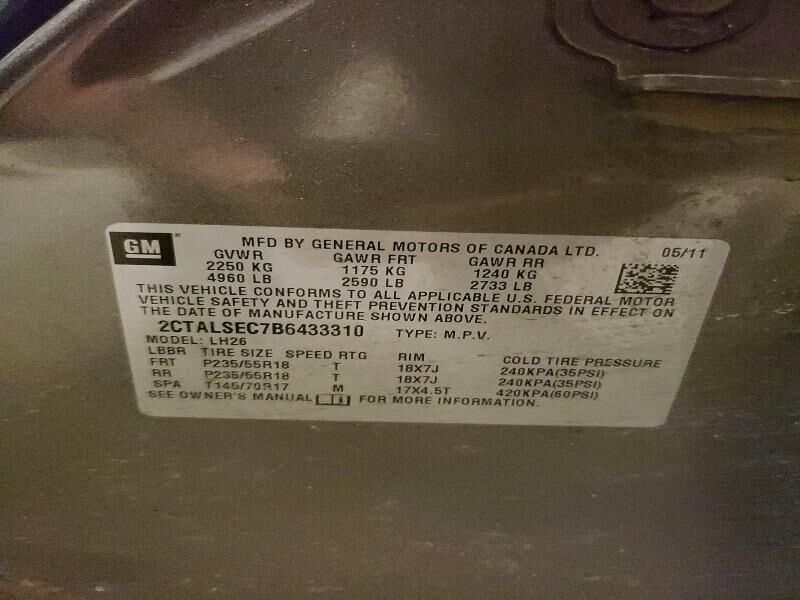 GM MFD BY GENERAL MOTORS OF CANADA LTD. 05/11
GVWR GAWR FRT GAWR RR
2250 KG 1175 KG 1240 KG
4960 LB 2590 LB 2733 LB
THIS VEHICLE CONFORMS TO ALL APPLICABLE U.S. FEDERAL MOTOR
VEHICLE SAFETY AND THEFT PREVENTION STANDARDS IN EFFECT ON
THE DATE OF MANUFACTURE SHOWN ABOVE.
2CTALSEC7B6433310 TYPE: M.P.V.
MODEL: LH26
LBBR TIRE SIZE SPEED RTG RIM COLD TIRE PRESSURE
FRT P235/55R18 T 18X7J 240KPA(35PSI)
RR P235/55R18 T 18X7J 240KPA(35PSI)
SPA T145/70R17 M 17X4.5T 420KPA(60PSI)
SEE OWNER'S MANUAL FOR MORE INFORMATION.